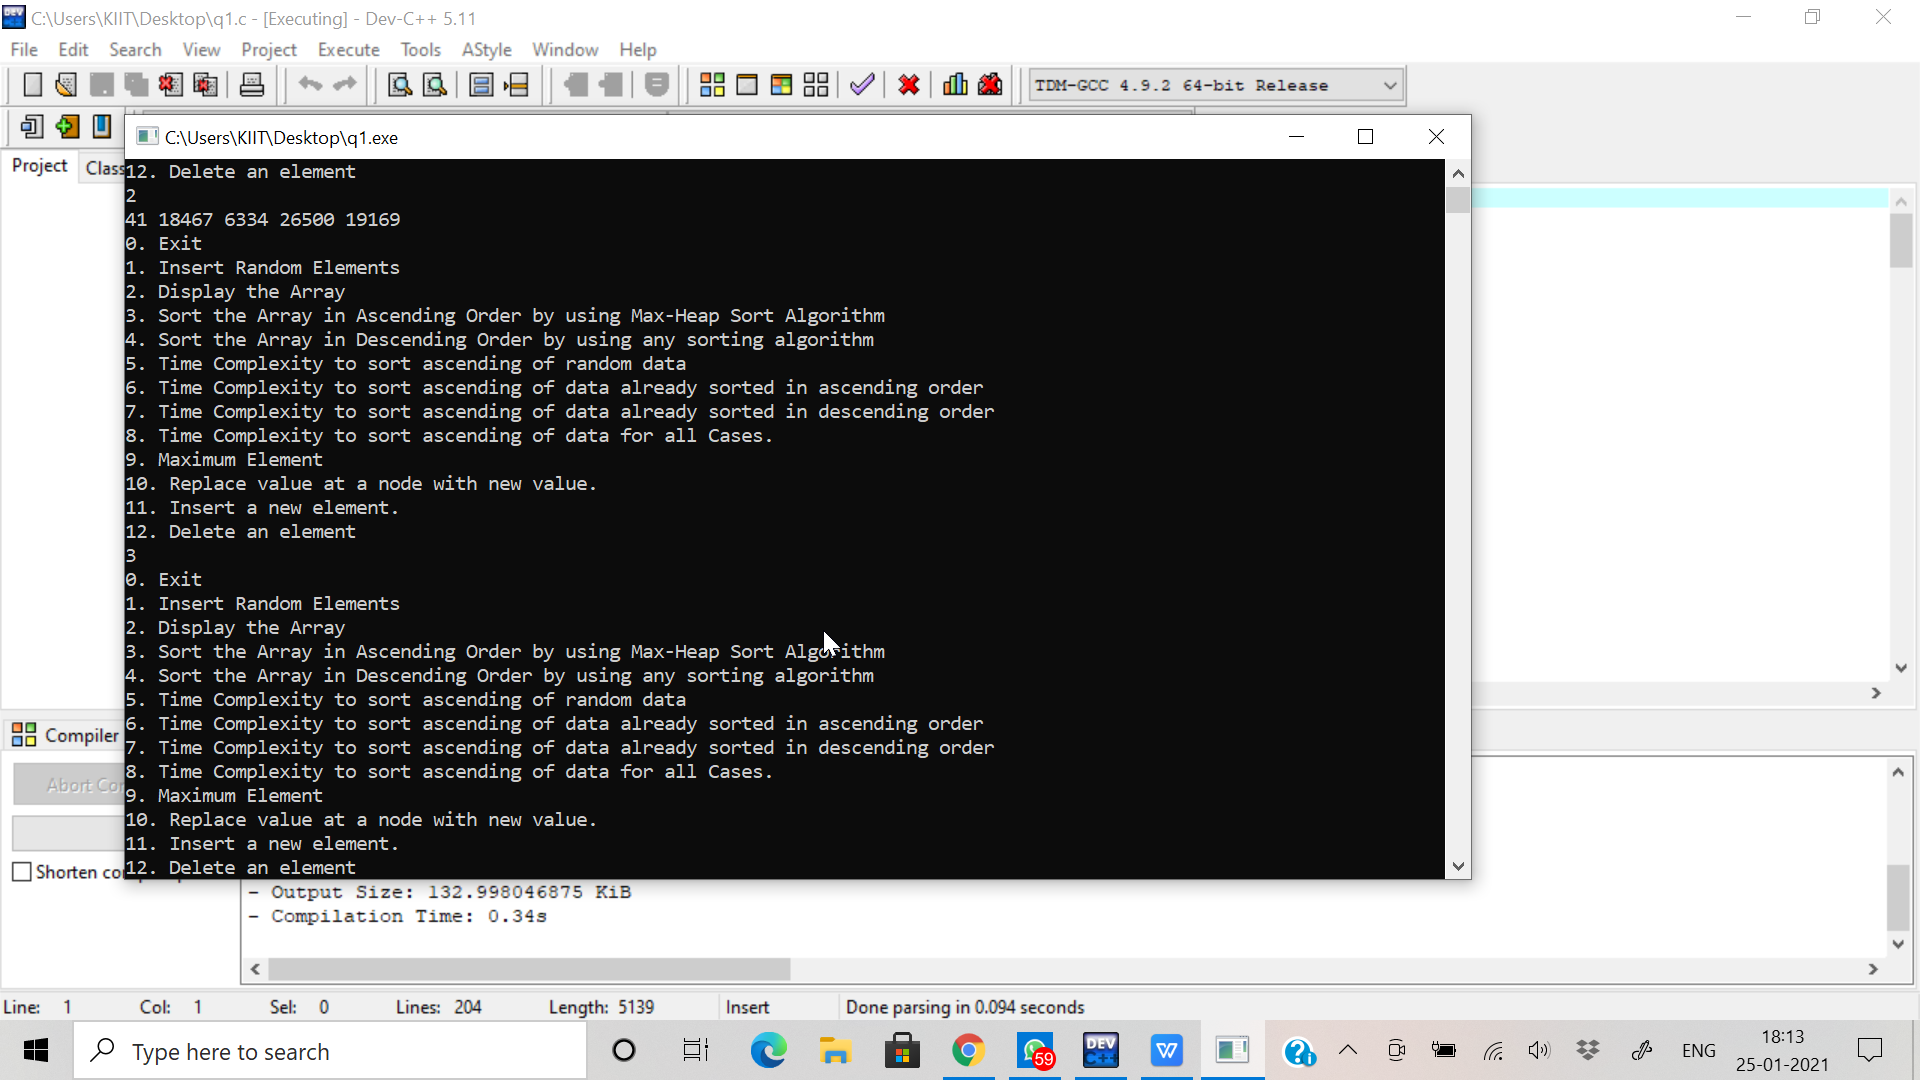 C:\Users\KIIT\Desktop\q1.c - [Executing] - Dev-C++ 5.11
File Edit Search View Project Execute Tools AStyle Window Help
TDM-GCC 4.9.2 64-bit Release
C:\Users\KIIT\Desktop\q1.exe
Project Class
12. Delete an element
2
41 18467 6334 26500 19169
0. Exit
1. Insert Random Elements
2. Display the Array
3. Sort the Array in Ascending Order by using Max-Heap Sort Algorithm
4. Sort the Array in Descending Order by using any sorting algorithm
5. Time Complexity to sort ascending of random data
6. Time Complexity to sort ascending of data already sorted in ascending order
7. Time Complexity to sort ascending of data already sorted in descending order
8. Time Complexity to sort ascending of data for all Cases.
9. Maximum Element
10. Replace value at a node with new value.
11. Insert a new element.
12. Delete an element
3
0. Exit
1. Insert Random Elements
2. Display the Array
3. Sort the Array in Ascending Order by using Max-Heap Sort Algorithm
4. Sort the Array in Descending Order by using any sorting algorithm
5. Time Complexity to sort ascending of random data
6. Time Complexity to sort ascending of data already sorted in ascending order
7. Time Complexity to sort ascending of data already sorted in descending order
8. Time Complexity to sort ascending of data for all Cases.
9. Maximum Element
10. Replace value at a node with new value.
11. Insert a new element.
12. Delete an element
Compiler
Abort Co
Shorten co
- Output Size: 132.998046875 KiB
- Compilation Time: 0.34s
Line: 1 Col: 1 Sel: 0 Lines: 204 Length: 5139 Insert Done parsing in 0.094 seconds
Type here to search
59
DEV C++
W
ENG
18:13
25-01-2021